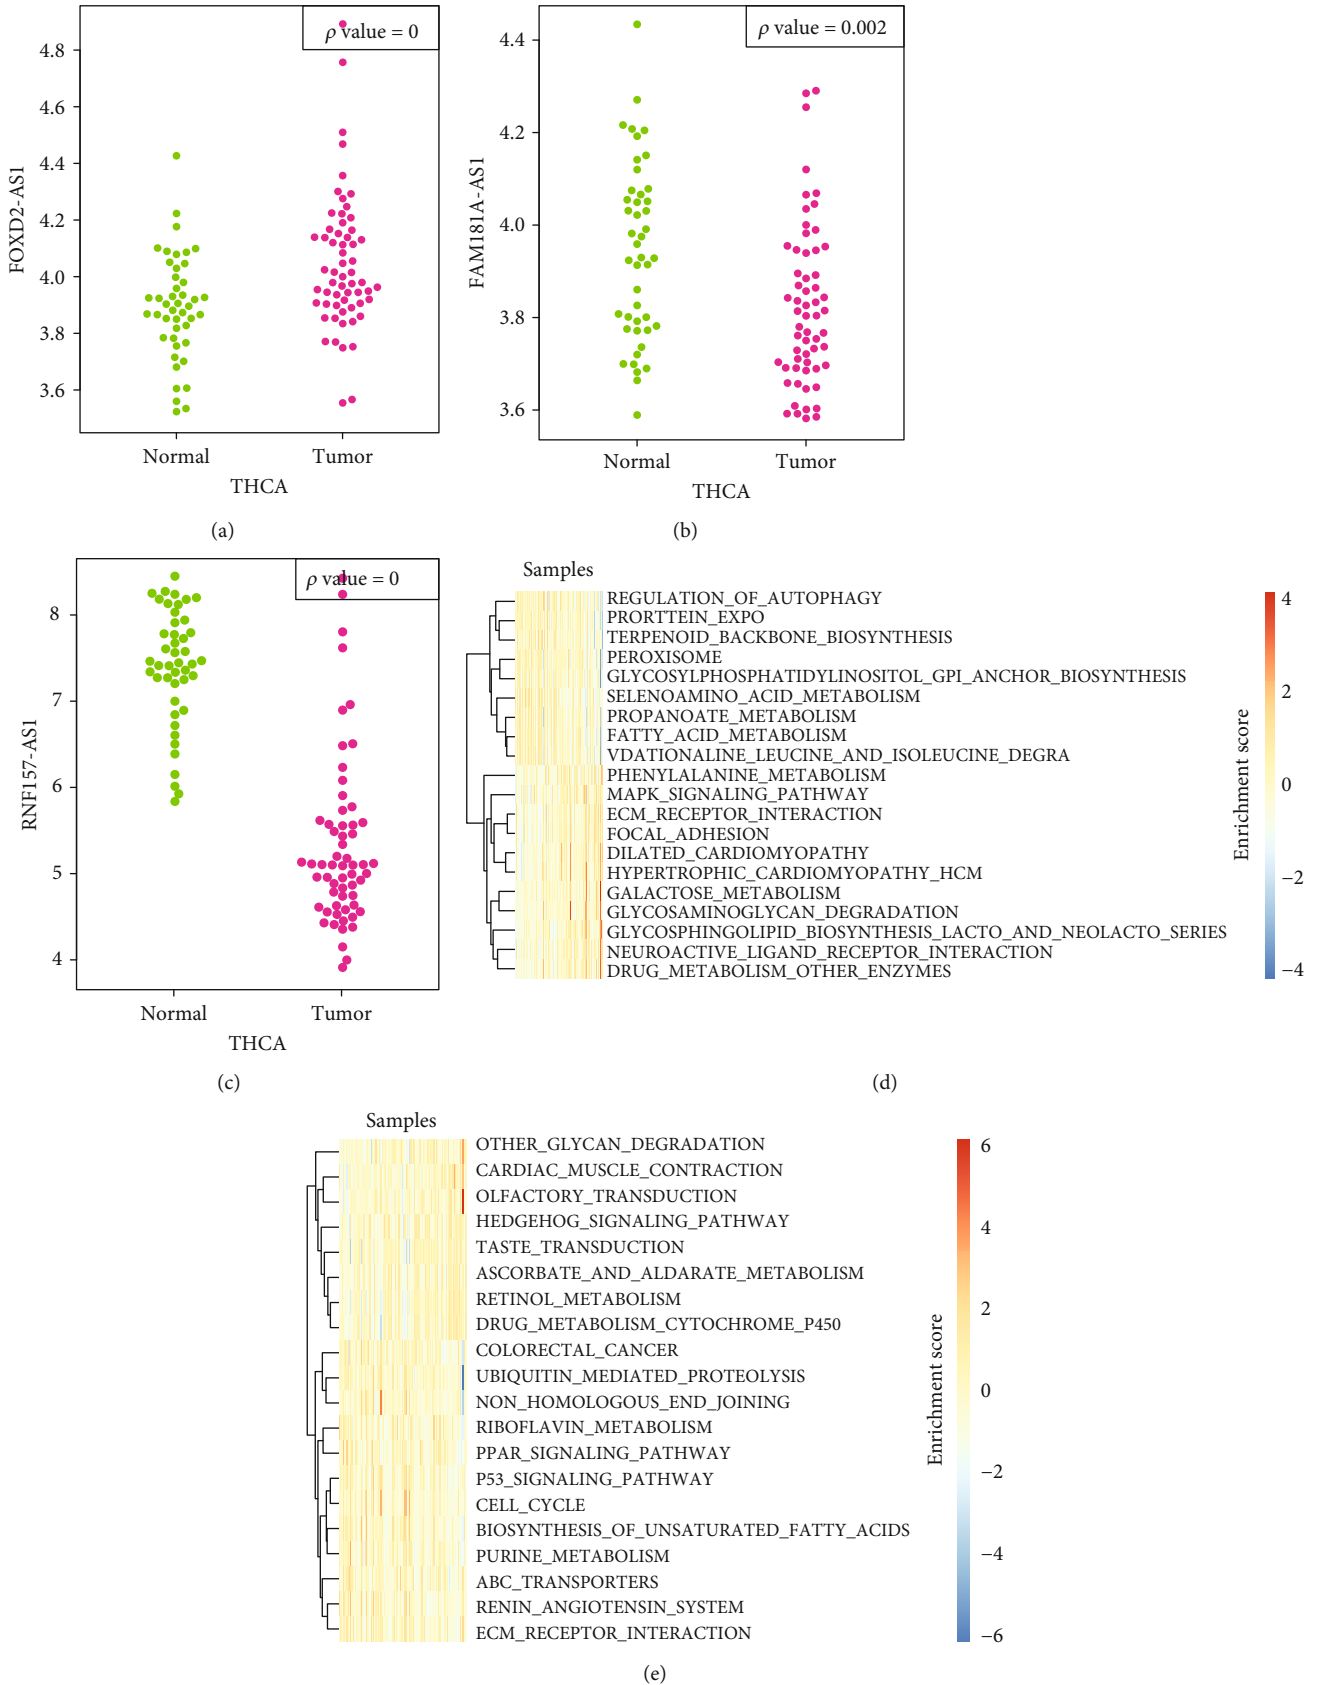 ρ value = 0
4.8
4.6
4.4
4.2
4.0
3.8
3.6
FOXD2-AS1
Normal
Tumor
THCA
(a)
ρ value = 0.002
4.4
4.2
4.0
3.8
3.6
FAM181A-AS1
Normal
Tumor
THCA
(b)
ρ value = 0
8
7
6
5
4
RNF157-AS1
Normal
Tumor
THCA
(c)
Samples
REGULATION_OF_AUTOPHAGY
PRORTTEIN_EXPO
TERPENOID_BACKBONE_BIOSYNTHESIS
PEROXISOME
GLYCOSYLPHOSPHATIDYLINOSITOL_GPI_ANCHOR_BIOSYNTHESIS
SELENOAMINO_ACID_METABOLISM
PROPANOATE_METABOLISM
FATTY_ACID_METABOLISM
VDATIONALINE_LEUCINE_AND_ISOLEUCINE_DEGRA
PHENYLALANINE_METABOLISM
MAPK_SIGNALING_PATHWAY
ECM_RECEPTOR_INTERACTION
FOCAL_ADHESION
DILATED_CARDIOMYOPATHY
HYPERTROPHIC_CARDIOMYOPATHY_HCM
GALACTOSE_METABOLISM
GLYCOSAMINOGLYCAN_DEGRADATION
GLYCOSPHINGOLIPID_BIOSYNTHESIS_LACTO_AND_NEOLACTO_SERIES
NEUROACTIVE_LIGAND_RECEPTOR_INTERACTION
DRUG_METABOLISM_OTHER_ENZYMES
Enrichment score
4
2
0
−2
−4
(d)
Samples
OTHER_GLYCAN_DEGRADATION
CARDIAC_MUSCLE_CONTRACTION
OLFACTORY_TRANSDUCTION
HEDGEHOG_SIGNALING_PATHWAY
TASTE_TRANSDUCTION
ASCORBATE_AND_ALDARATE_METABOLISM
RETINOL_METABOLISM
DRUG_METABOLISM_CYTOCHROME_P450
COLORECTAL_CANCER
UBIQUITIN_MEDIATED_PROTEOLYSIS
NON_HOMOLOGOUS_END_JOINING
RIBOFLAVIN_METABOLISM
PPAR_SIGNALING_PATHWAY
P53_SIGNALING_PATHWAY
CELL_CYCLE
BIOSYNTHESIS_OF_UNSATURATED_FATTY_ACIDS
PURINE_METABOLISM
ABC_TRANSPORTERS
RENIN_ANGIOTENSIN_SYSTEM
ECM_RECEPTOR_INTERACTION
Enrichment score
6
4
2
0
−2
−4
−6
(e)